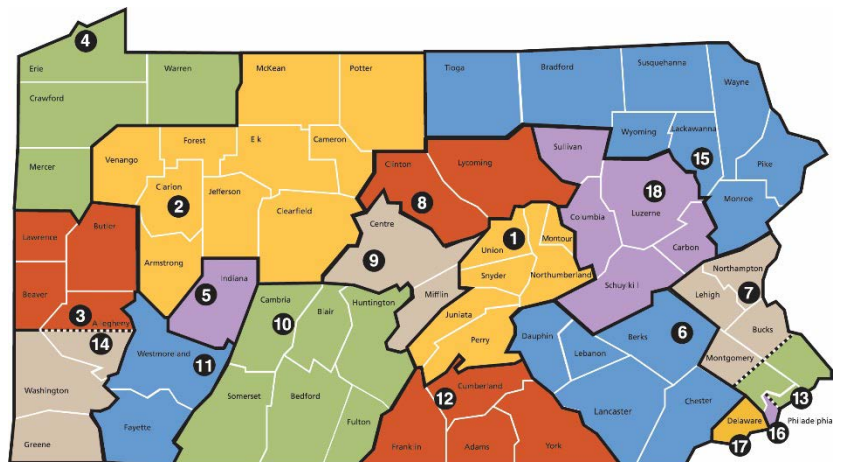 4
Erie
Warren
McKean
Potter
Tioga
Bradford
Susquehanna
Wayne
Crawford
Forest
E k
Cameron
Wyoming
Lackawanna
Sullivan
15
Clinton
Lycoming
Mercer
Venango
Pike
Clarion
2
Jefferson
8
18
Monroe
Clearfield
Centre
Columbia
Luzerne
Lawrence
Butler
9
Union
1
Montour
Carbon
Armstrong
Indiana
Snyder
Northumberland
Northampton
Beaver
5
Cambria
Blair
Huntington
Mifflin
Schuy ki l
Lehigh
7
3
Allegheny
10
Juniata
Bucks
14
Perry
Dauphin
Berks
6
Westmore and
11
Lebanon
Montgomery
Washington
12
Cumberland
Somerset
Bedford
Chester
13
Fulton
Lancaster
Delaware
Phi ade phia
Greene
Fayette
Frank in
Adams
York
17
16